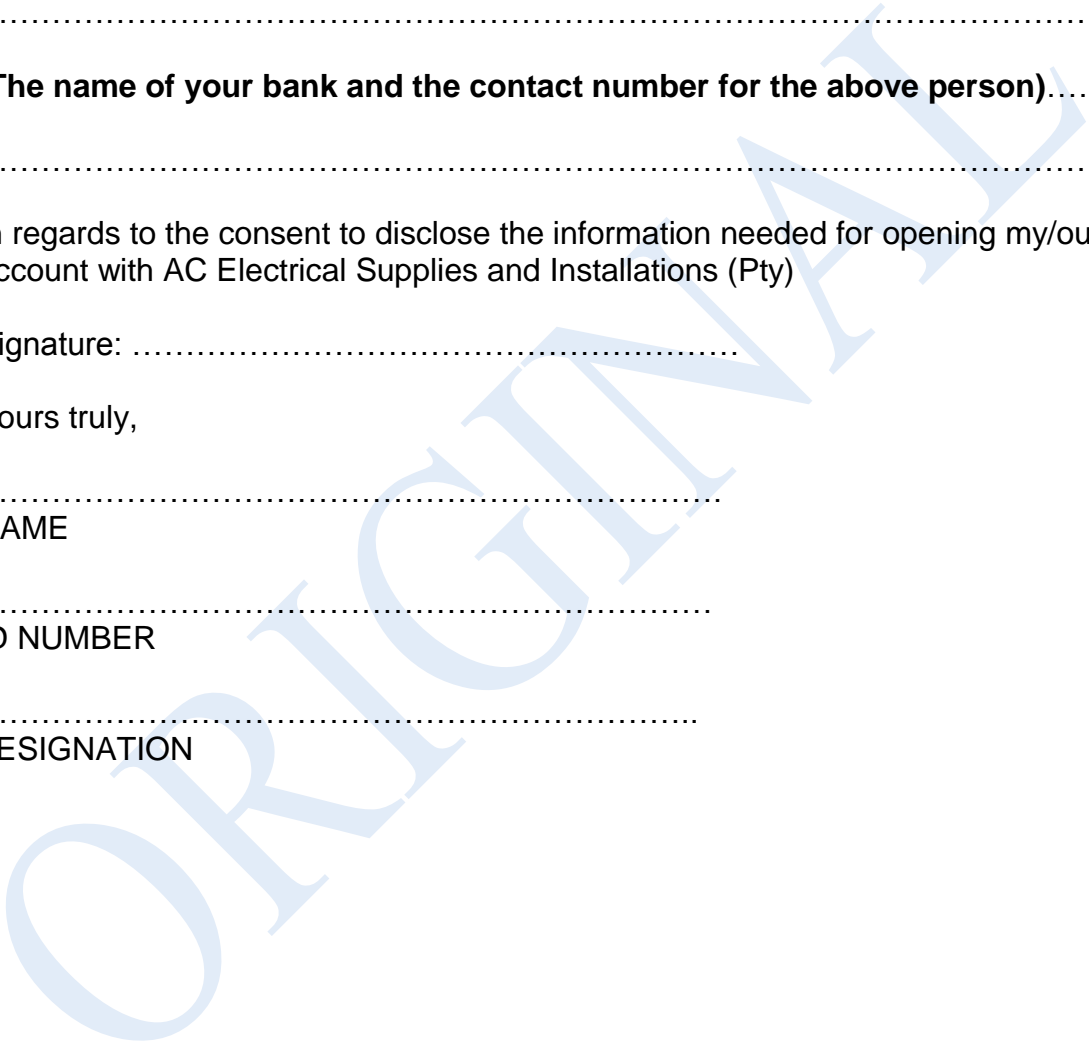 ……………………………………………………………………………………………
The name of your bank and the contact number for the above person)….
……………………………………………………………………………………………
n regards to the consent to disclose the information needed for opening my/ou
ccount with AC Electrical Supplies and Installations (Pty)
ignature: …………………………………………………
ours truly,
………………………………………………………….
AME
…………………………………………………………
D NUMBER
………………………………………………………..
ESIGNATION
ORIGINAL